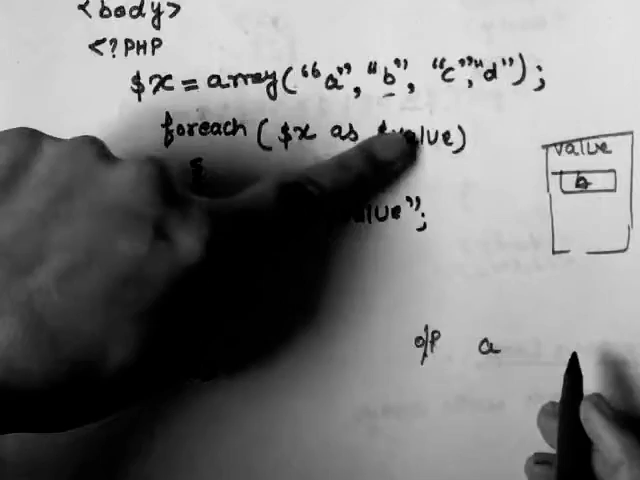 <body>
<?PHP
$x = array("a", "b", "c", "d");
foreach ($x as $value)
{
alue";
value
b
o/p a